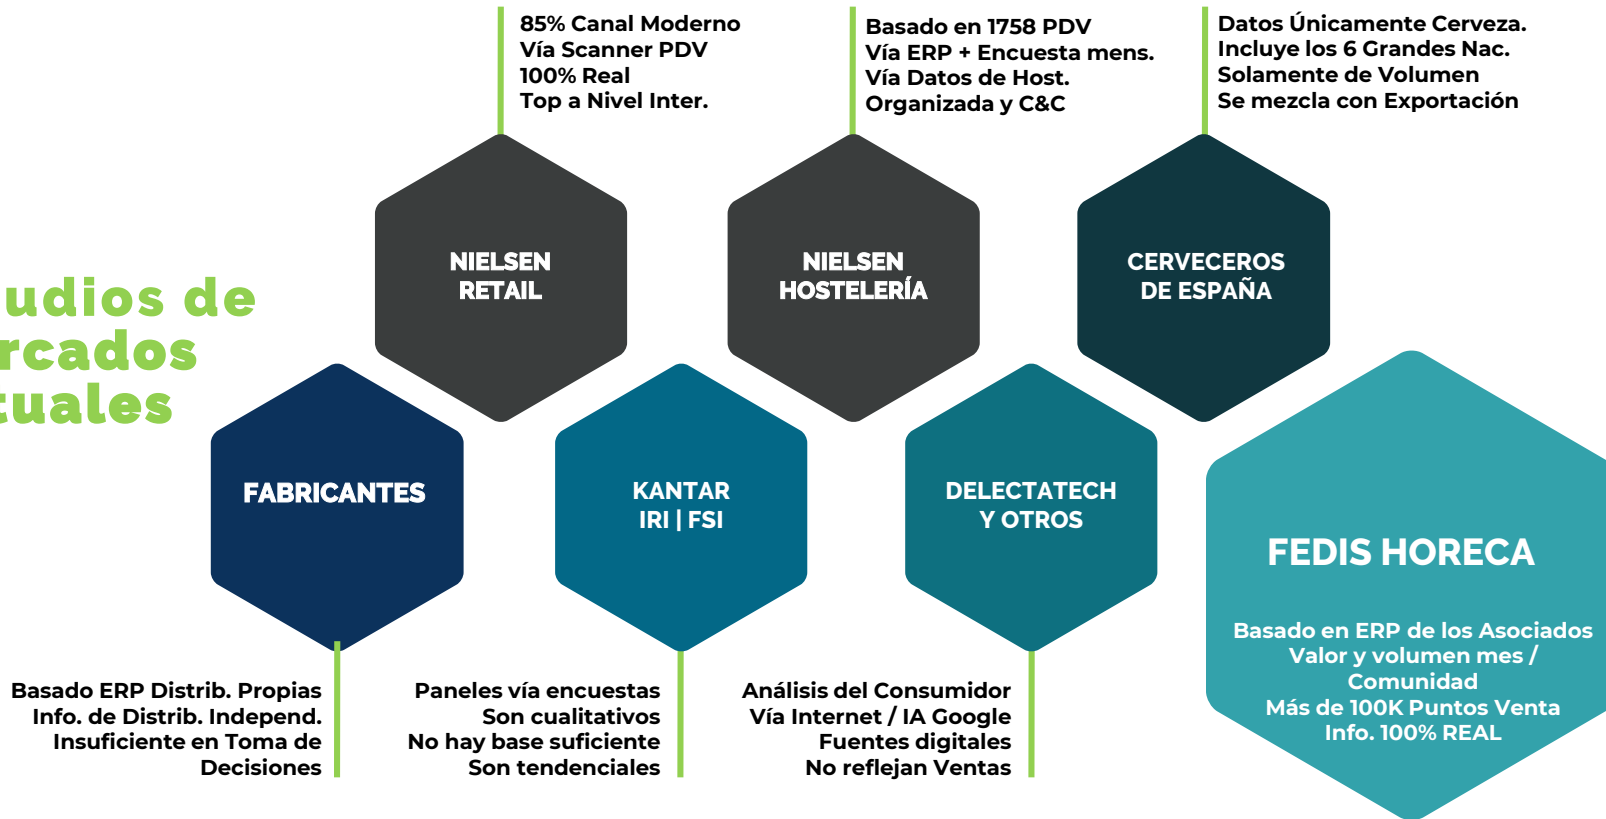 85% Canal Moderno
Vía Scanner PDV
100% Real
Top a Nivel Inter.
Basado en 1758 PDV
Vía ERP + Encuesta mens.
Vía Datos de Host.
Organizada y C&C
Datos Únicamente Cerveza.
Incluye los 6 Grandes Nac.
Solamente de Volumen
Se mezcla con Exportación
NIELSEN
RETAIL
NIELSEN
HOSTELERÍA
CERVECEROS
DE ESPAÑA
udios de
rcados
tuales
FABRICANTES
KANTAR
IRI | FSI
DELECTATECH
Y OTROS
FEDIS HORECA
Basado en ERP de los Asociados
Valor y volumen mes /
Comunidad
Más de 100K Puntos Venta
Info. 100% REAL
Basado ERP Distrib. Propias
Info. de Distrib. Independ.
Insuficiente en Toma de
Decisiones
Paneles vía encuestas
Son cualitativos
No hay base suficiente
Son tendenciales
Análisis del Consumidor
Vía Internet / IA Google
Fuentes digitales
No reflejan Ventas